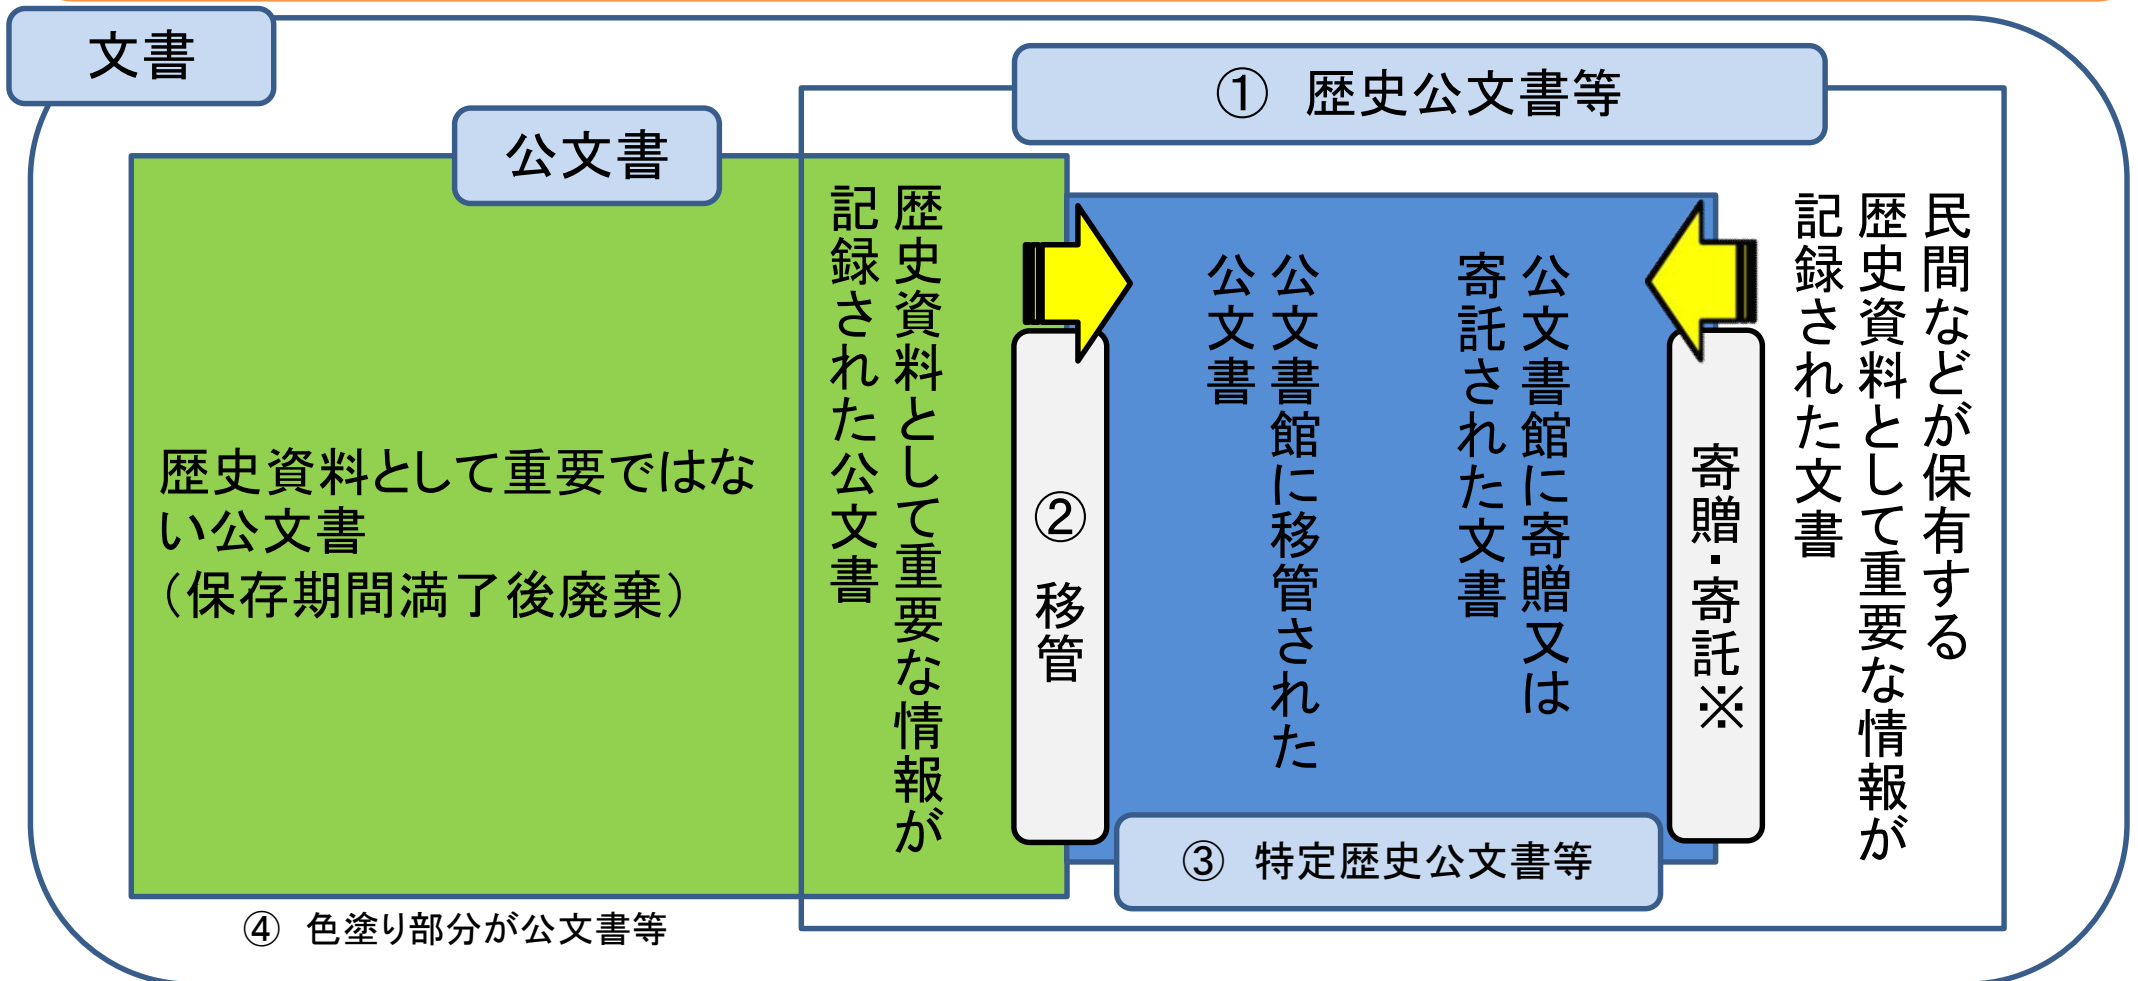 文書
① 歴史公文書等
公文書
歴史資料として重要ではな
い公文書
（保存期間満了後廃棄）
歴史資料として重要な情報が
記録された公文書
② 移管
公文書館に移管された
公文書
公文書館に寄贈又は
寄託された文書
寄贈・寄託※
民間などが保有する
歴史資料として重要な情報が
記録された文書
③ 特定歴史公文書等
④ 色塗り部分が公文書等